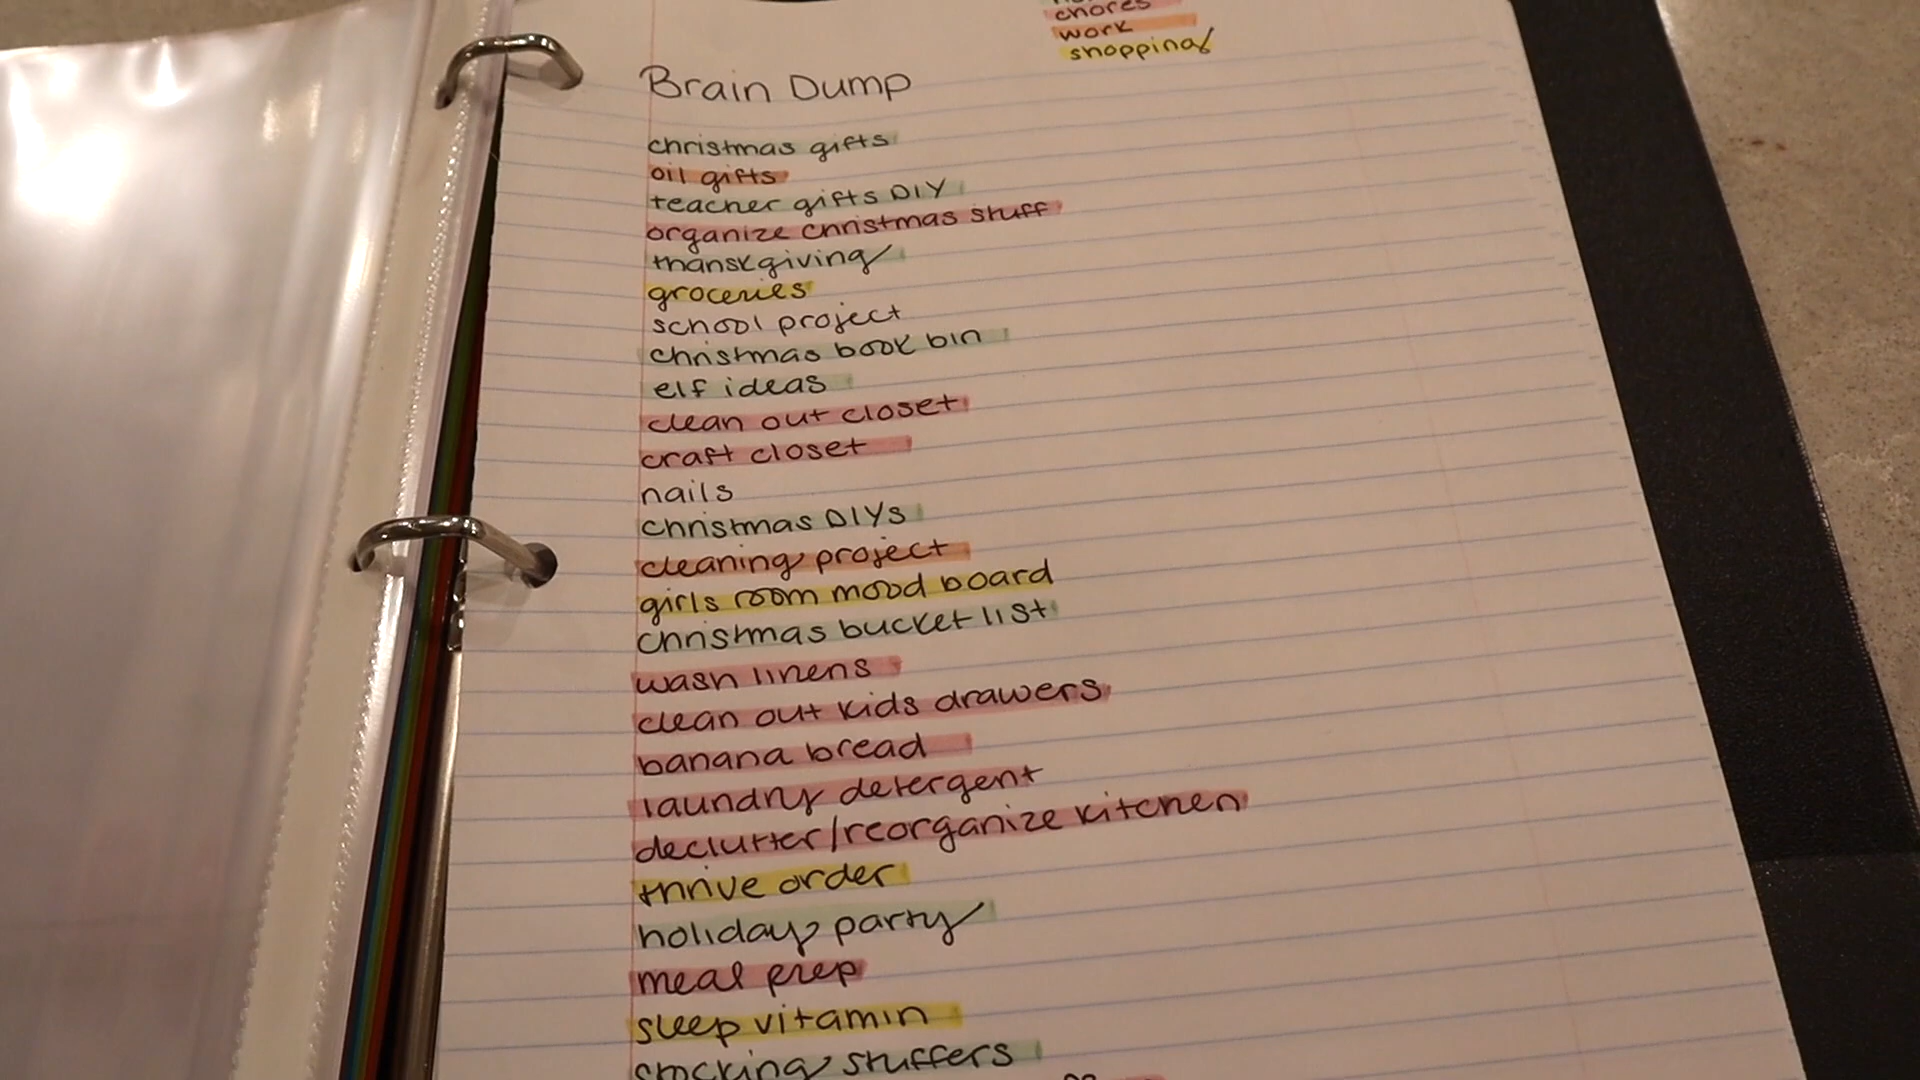 chores
work
shopping
Brain Dump
christmas gifts
oil gifts
teacher gifts DIY
organize christmas stuff
thanskgiving
groceries
school project
christmas book bin
elf ideas
clean out closet
craft closet
nails
christmas DIYs
cleaning project
girls room mood board
christmas bucket list
wash linens
clean out kids drawers
banana bread
laundry detergent
declutter/reorganize kitchen
thrive order
holiday party
meal prep
sleep vitamin
stocking stuffers